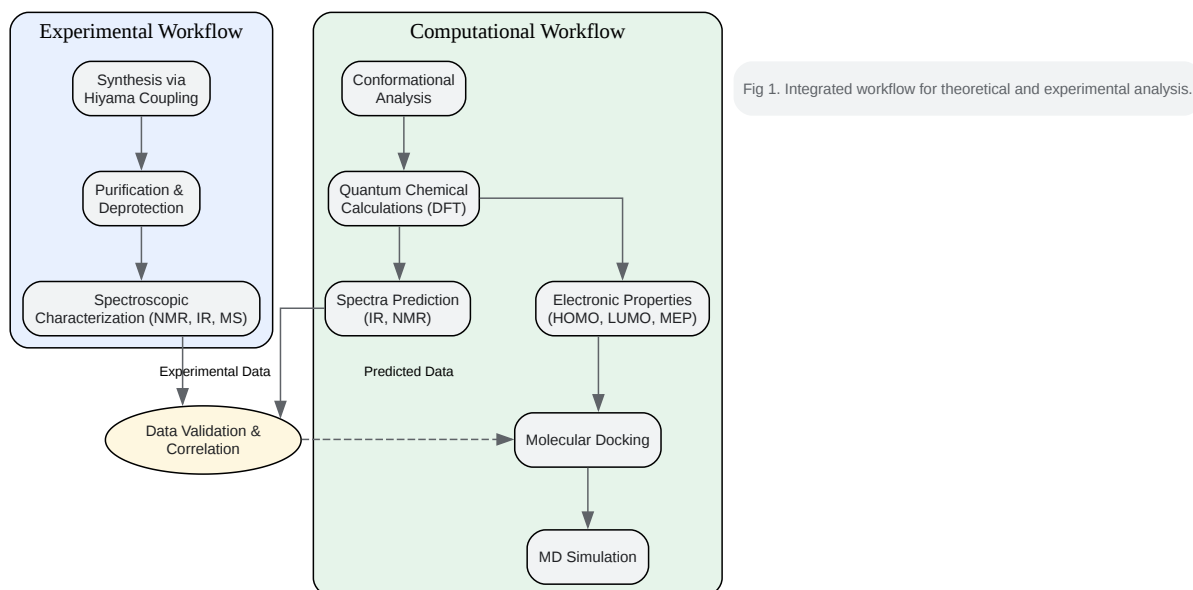 Experimental Workflow
Synthesis via
Hiyama Coupling
Purification &
Deprotection
Spectroscopic
Characterization (NMR, IR, MS)
Experimental Data
Data Validation &
Correlation
Computational Workflow
Conformational
Analysis
Quantum Chemical
Calculations (DFT)
Spectra Prediction
(IR, NMR)
Electronic Properties
(HOMO, LUMO, MEP)
Predicted Data
Molecular Docking
MD Simulation
Fig 1. Integrated workflow for theoretical and experimental analysis.